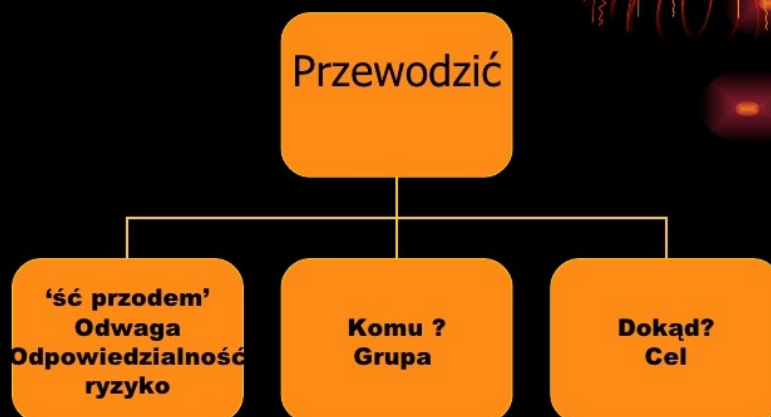 Przewodzić
‘ść przodem’
Odwaga
Odpowiedzialność
ryzyko
Komu ?
Grupa
Dokąd?
Cel